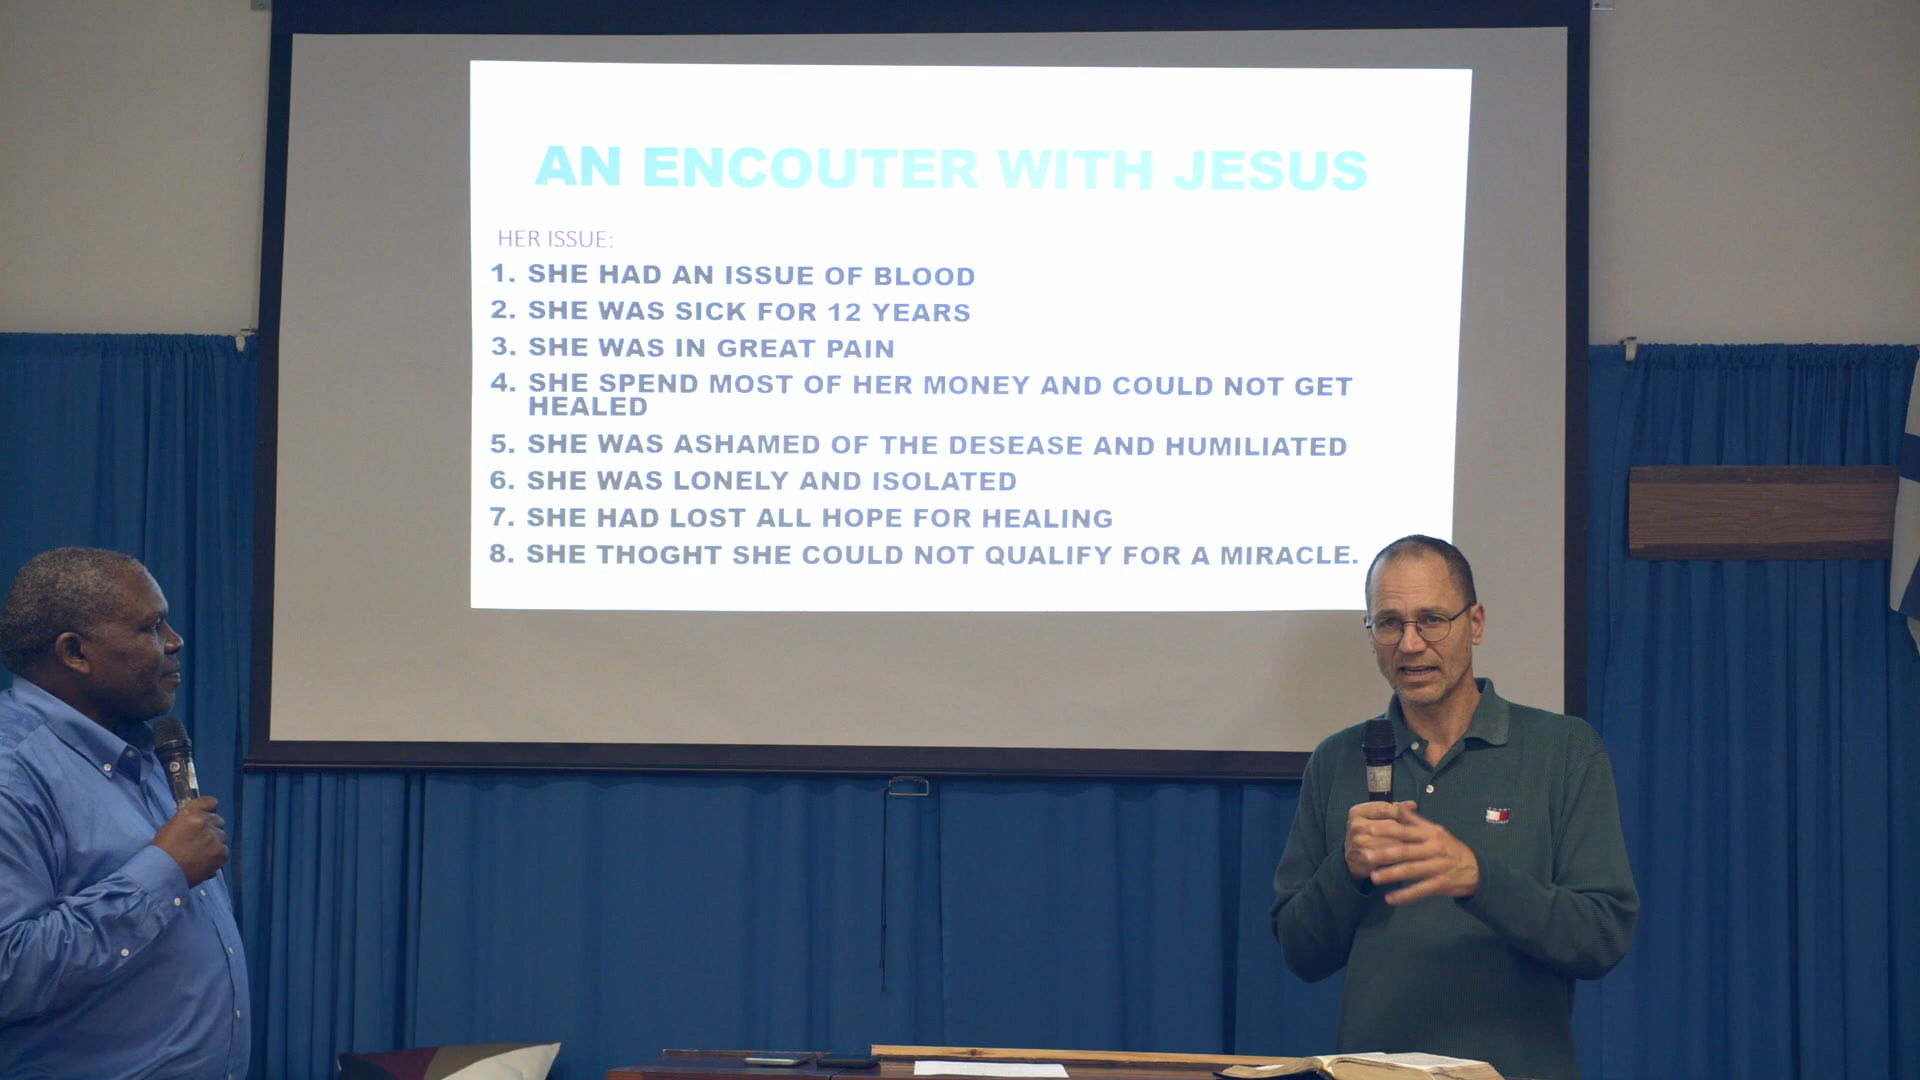 AN ENCOUTER WITH JESUS
HER ISSUE:
1. SHE HAD AN ISSUE OF BLOOD
2. SHE WAS SICK FOR 12 YEARS
3. SHE WAS IN GREAT PAIN
4. SHE SPEND MOST OF HER MONEY AND COULD NOT GET
HEALED
5. SHE WAS ASHAMED OF THE DESEASE AND HUMILIATED
6. SHE WAS LONELY AND ISOLATED
7. SHE HAD LOST ALL HOPE FOR HEALING
8. SHE THOGHT SHE COULD NOT QUALIFY FOR A MIRACLE.